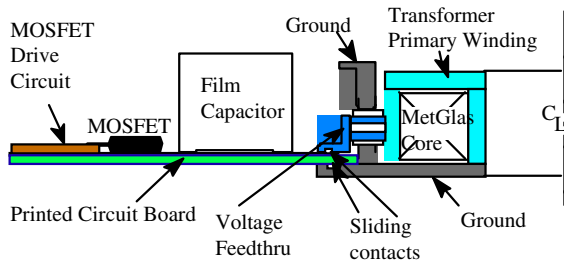 MOSFET
Drive
Circuit
MOSFET
Film
Capacitor
Ground
Transformer
Primary Winding
MetGlas
Core
C_L
Printed Circuit Board
Voltage
Feedthru
Sliding
contacts
Ground